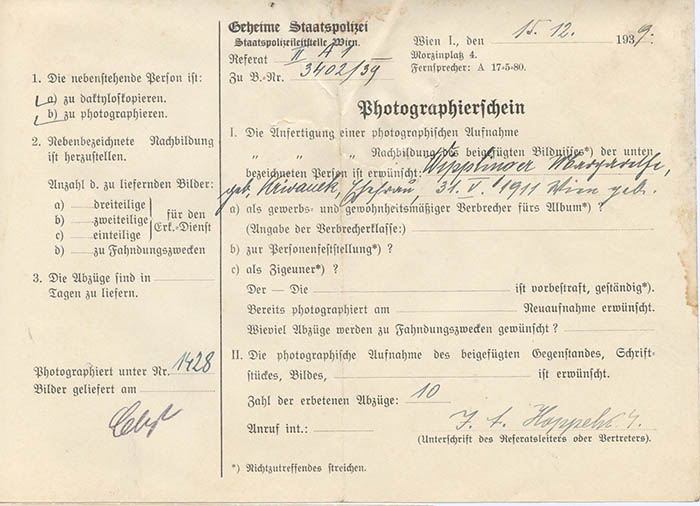 1. Die nebenstehende Person ist:
a) zu daktyloskopieren.
b) zu photographieren.
2. Nebenbezeichnete Nachbildung
ist herzustellen.
Anzahl d. zu liefernden Bilder:
a) dreiteilige
b) zweiteilige
c) einteilige
für den
Erk.-Dienst
d) zu Fahndungszwecken
3. Die Abzüge sind in
Tagen zu liefern.
Photographiert unter Nr. 1428
Bilder geliefert am
Geheime Staatspolizei
Staatspolizeileitstelle Wien.
Referat II A 1
Zu B.-Nr. 3402/39
Wien I., den 15. 12. 1939.
Morzinplatz 4.
Fernsprecher: A 17-5-80.
Photographierschein
I. Die Anfertigung einer photographischen Aufnahme
" " " Nachbildung des beigefügten Bildnisses*) der unten
bezeichneten Person ist erwünscht: Wipplinger Margarethe,
geb. Kriwanek, Ehefrau, 31. V. 1911 Wien geb.
a) als gewerbs- und gewohnheitsmäßiger Verbrecher fürs Album*) ?
(Angabe der Verbrecherklasse:)
b) zur Personenfeststellung*) ?
c) als Zigeuner*) ?
Der — Die ist vorbestraft, geständig*).
Bereits photographiert am Neuaufnahme erwünscht.
Wieviel Abzüge werden zu Fahndungszwecken gewünscht ?
II. Die photographische Aufnahme des beigefügten Gegenstandes, Schrift-
stückes, Bildes, ist erwünscht.
Zahl der erbetenen Abzüge: 10
Anruf int.:
(Unterschrift des Referatsleiters oder Vertreters).
*) Nichtzutreffendes streichen.